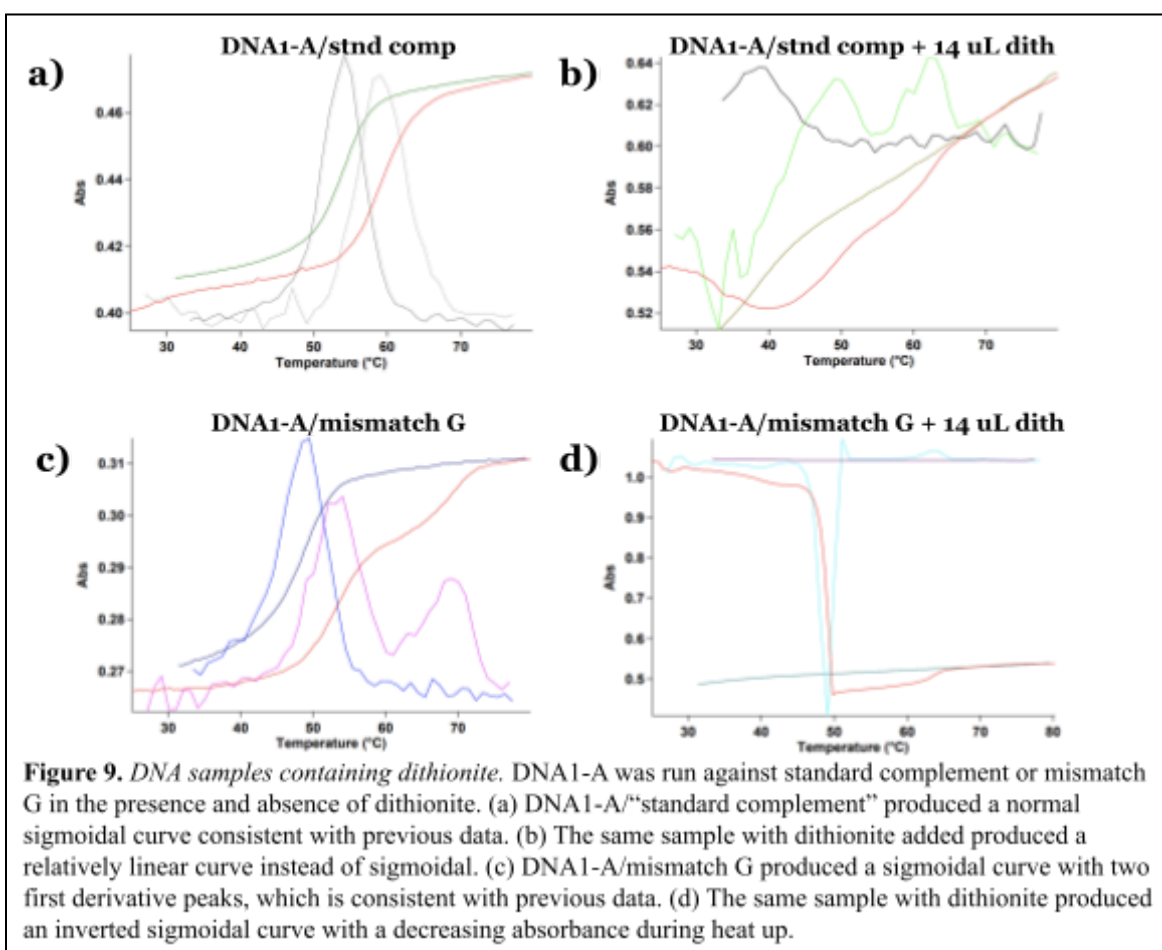 DNA1-A/stnd comp
a)
0.46
0.44
Abs
0.42
0.40
30 40 50 60 70
Temperature (°C)
DNA1-A/stnd comp + 14 uL dith
b)
0.64
0.62
0.60
Abs
0.58
0.56
0.54
0.52
30 40 50 60 70
Temperature (°C)
DNA1-A/mismatch G
c)
0.31
0.30
Abs
0.29
0.28
0.27
30 40 50 60 70
Temperature (°C)
DNA1-A/mismatch G + 14 uL dith
d)
1.0
0.9
0.8
Abs
0.7
0.6
0.5
30 40 50 60 70 80
Temperature (°C)
Figure 9. DNA samples containing dithionite. DNA1-A was run against standard complement or mismatch
G in the presence and absence of dithionite. (a) DNA1-A/“standard complement” produced a normal
sigmoidal curve consistent with previous data. (b) The same sample with dithionite added produced a
relatively linear curve instead of sigmoidal. (c) DNA1-A/mismatch G produced a sigmoidal curve with two
first derivative peaks, which is consistent with previous data. (d) The same sample with dithionite produced
an inverted sigmoidal curve with a decreasing absorbance during heat up.